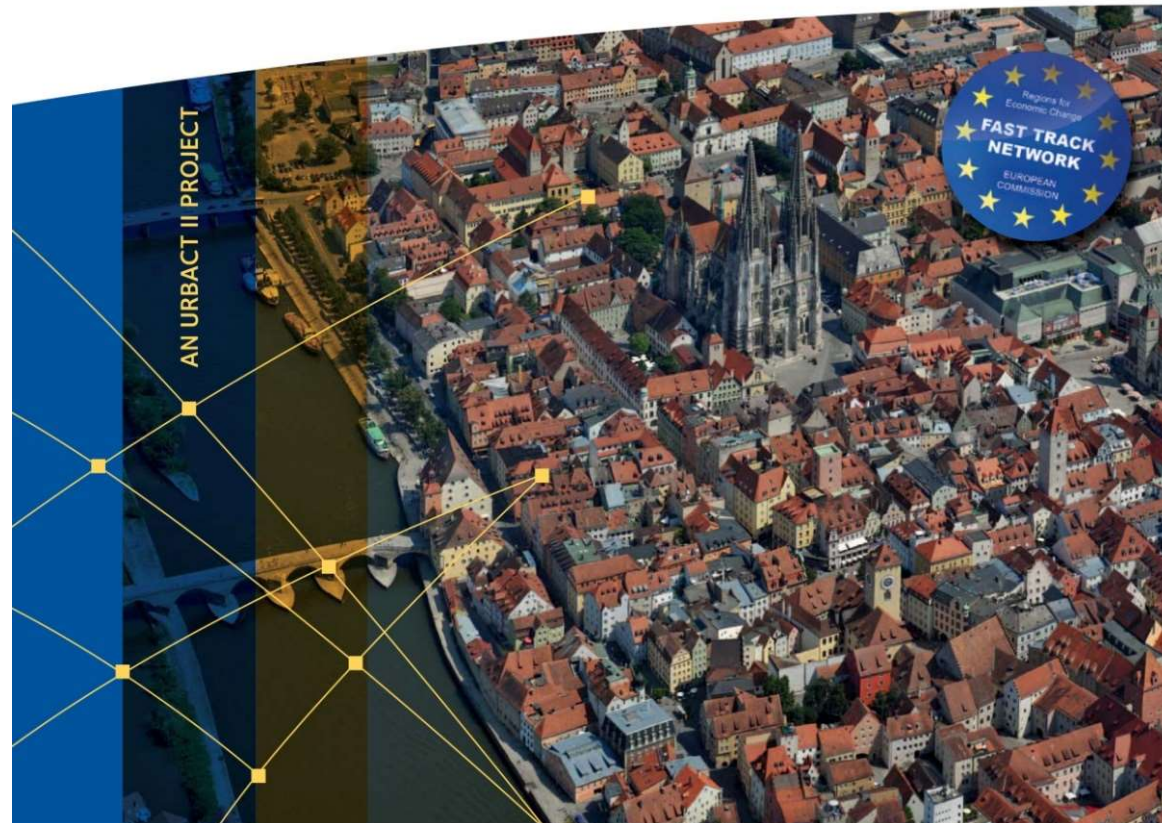 AN URBACT II PROJECT
Regions for
Economic Change
FAST TRACK
NETWORK
EUROPEAN
COMMISSION